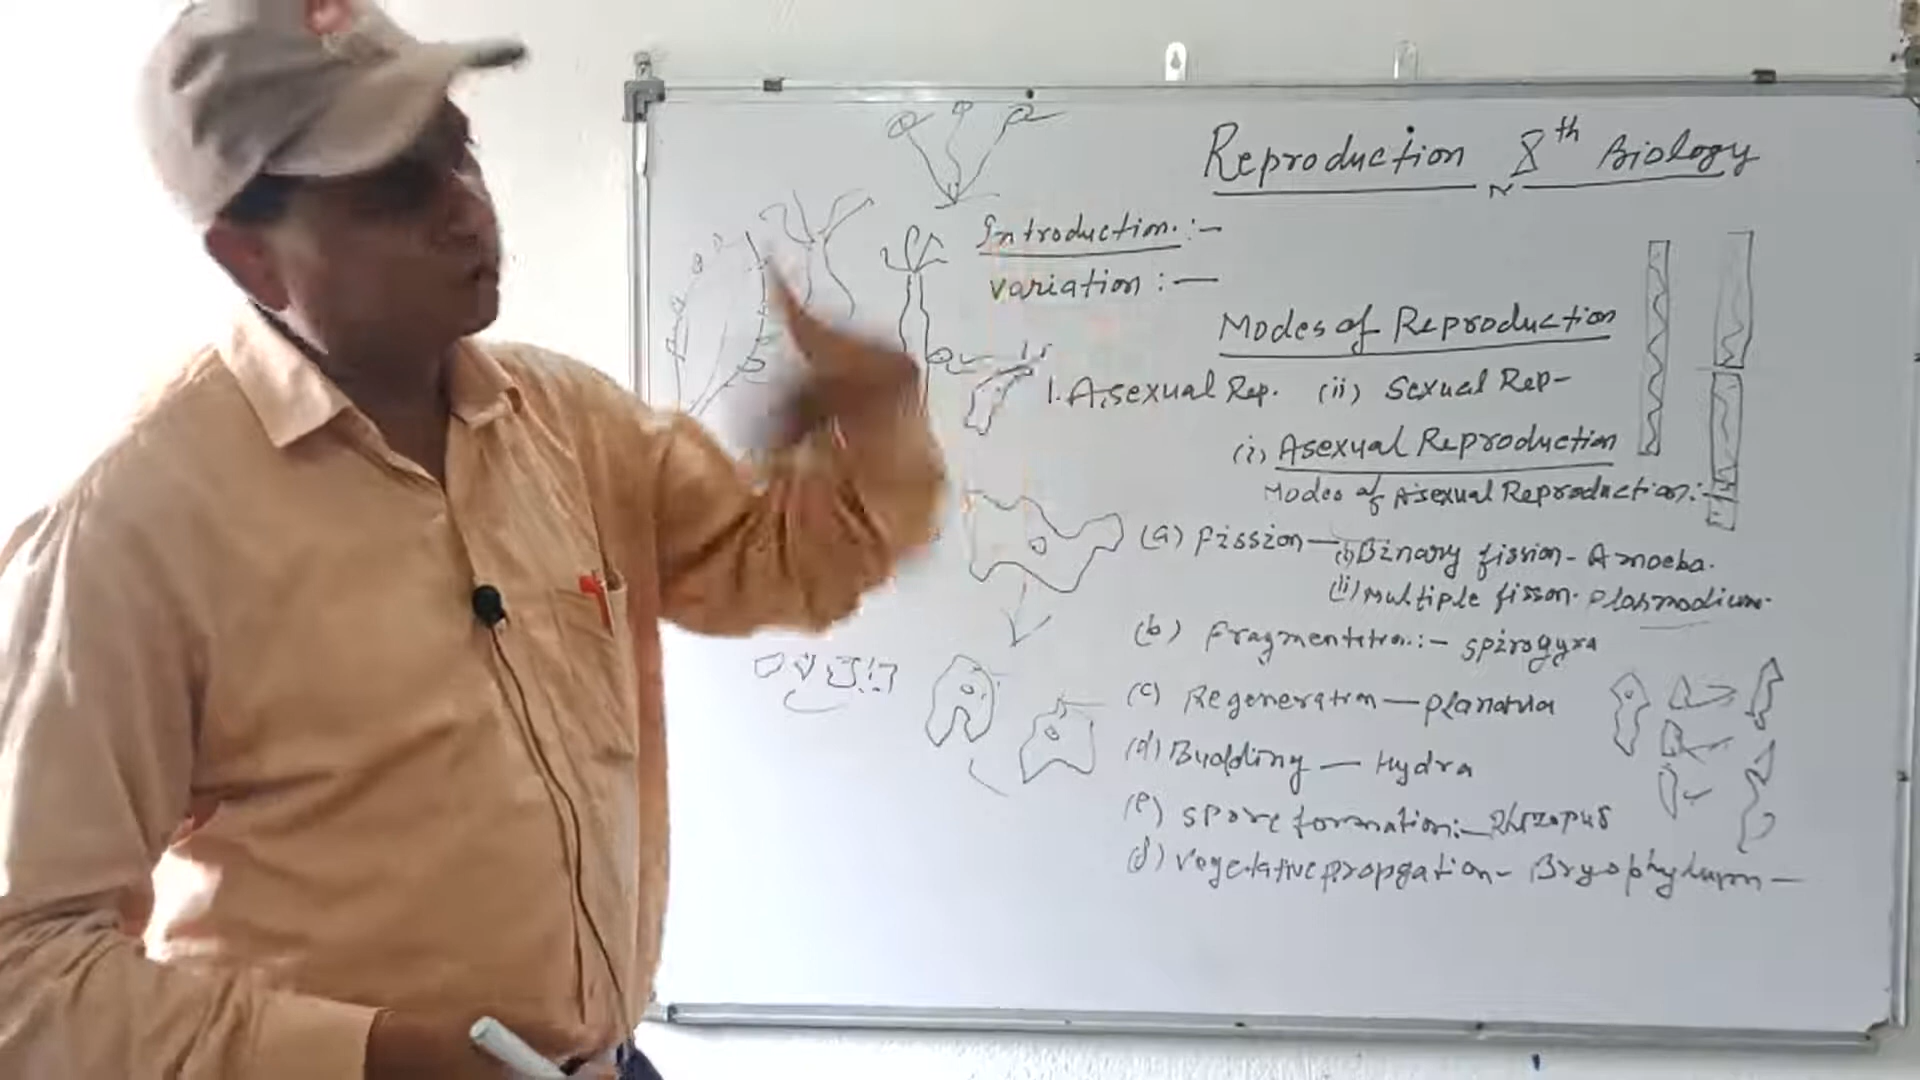 Reproduction Xth Biology
Introduction :-
Variation :-
Modes of Reproduction
1. Asexual Rep. (ii) Sexual Rep-
(i) Asexual Reproduction
Modes of Asexual Reproduction:-
(a) Fission - (i) Binary fission - Amoeba.
(ii) Multiple fisson - Plasmodium.
(b) Fragmentation :- Spirogyra
(c) Regeneration - Planaria
(d) Budding - Hydra
(e) Spore formation :- Rhizopus
(f) Vegetative propgation - Bryophyllum -